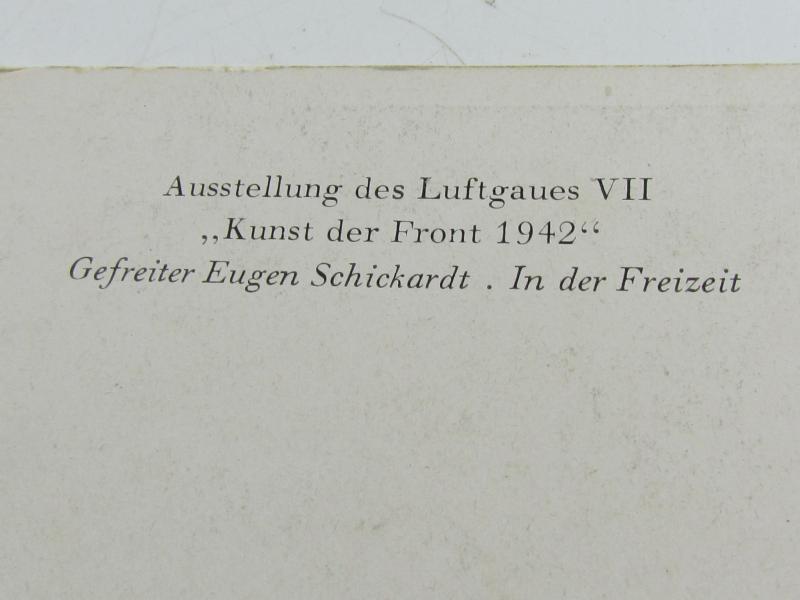 Ausstellung des Luftgaues VII
„Kunst der Front 1942“
Gefreiter Eugen Schickardt . In der Freizeit